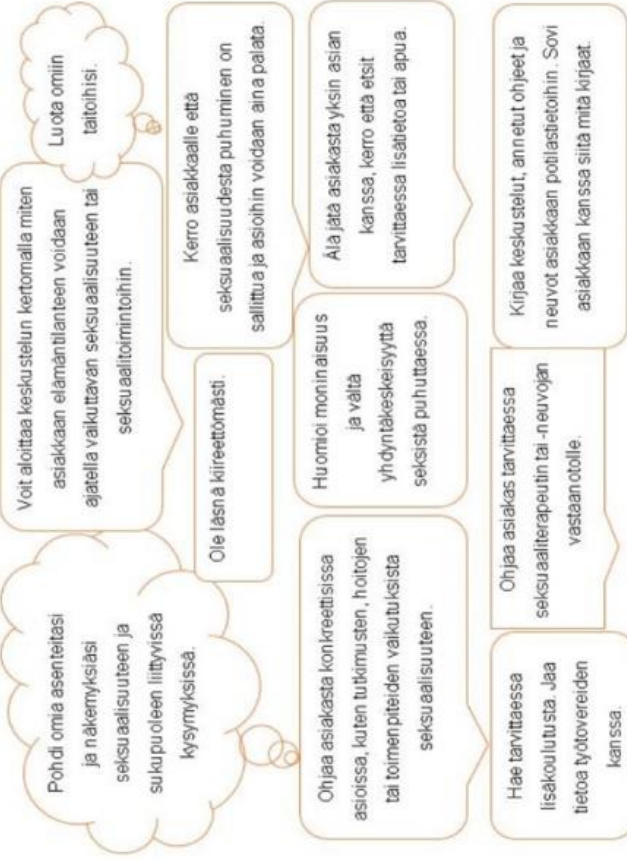 Pohdi omia asenteitasi
ja näkemyksiäsi
seksuaalisuuteen ja
sukupuoleen liittyvissä
kysymyksissä.
Voit aloittaa keskustelun kertomalla miten
asiakkaan elämäntilanteen voidaan
ajatella vaikuttavan seksuaalisuuteen tai
seksuaalitoimintoihin.
Luota omiin
taitoihisi.
Ole läsnä kiireettömästi.
Kerro asiakkaalle että
seksuaalisuudesta puhuminen on
sallittua ja asioihin voidaan aina palata.
Ohjaa asiakasta konkreettisissa
asioissa, kuten tutkimusten, hoitojen
tai toimenpiteiden vaikutuksista
seksuaalisuuteen.
Huomioi moninaisuus
ja vältä
yhdyntäkeskeisyyttä
seksistä puhuttaessa.
Älä jätä asiakasta yksin asian
kanssa, kerro että etsit
tarvittaessa lisätietoa tai apua.
Hae tarvittaessa
lisäkoulutusta. Jaa
tietoa työtovereiden
kanssa.
Ohjaa asiakas tarvittaessa
seksuaaliterapeutin tai -neuvojan
vastaanotolle.
Kirjaa keskustelut, annetut ohjeet ja
neuvot asiakkaan potilastietoihin. Sovi
asiakkaan kanssa siitä mitä kirjaat.